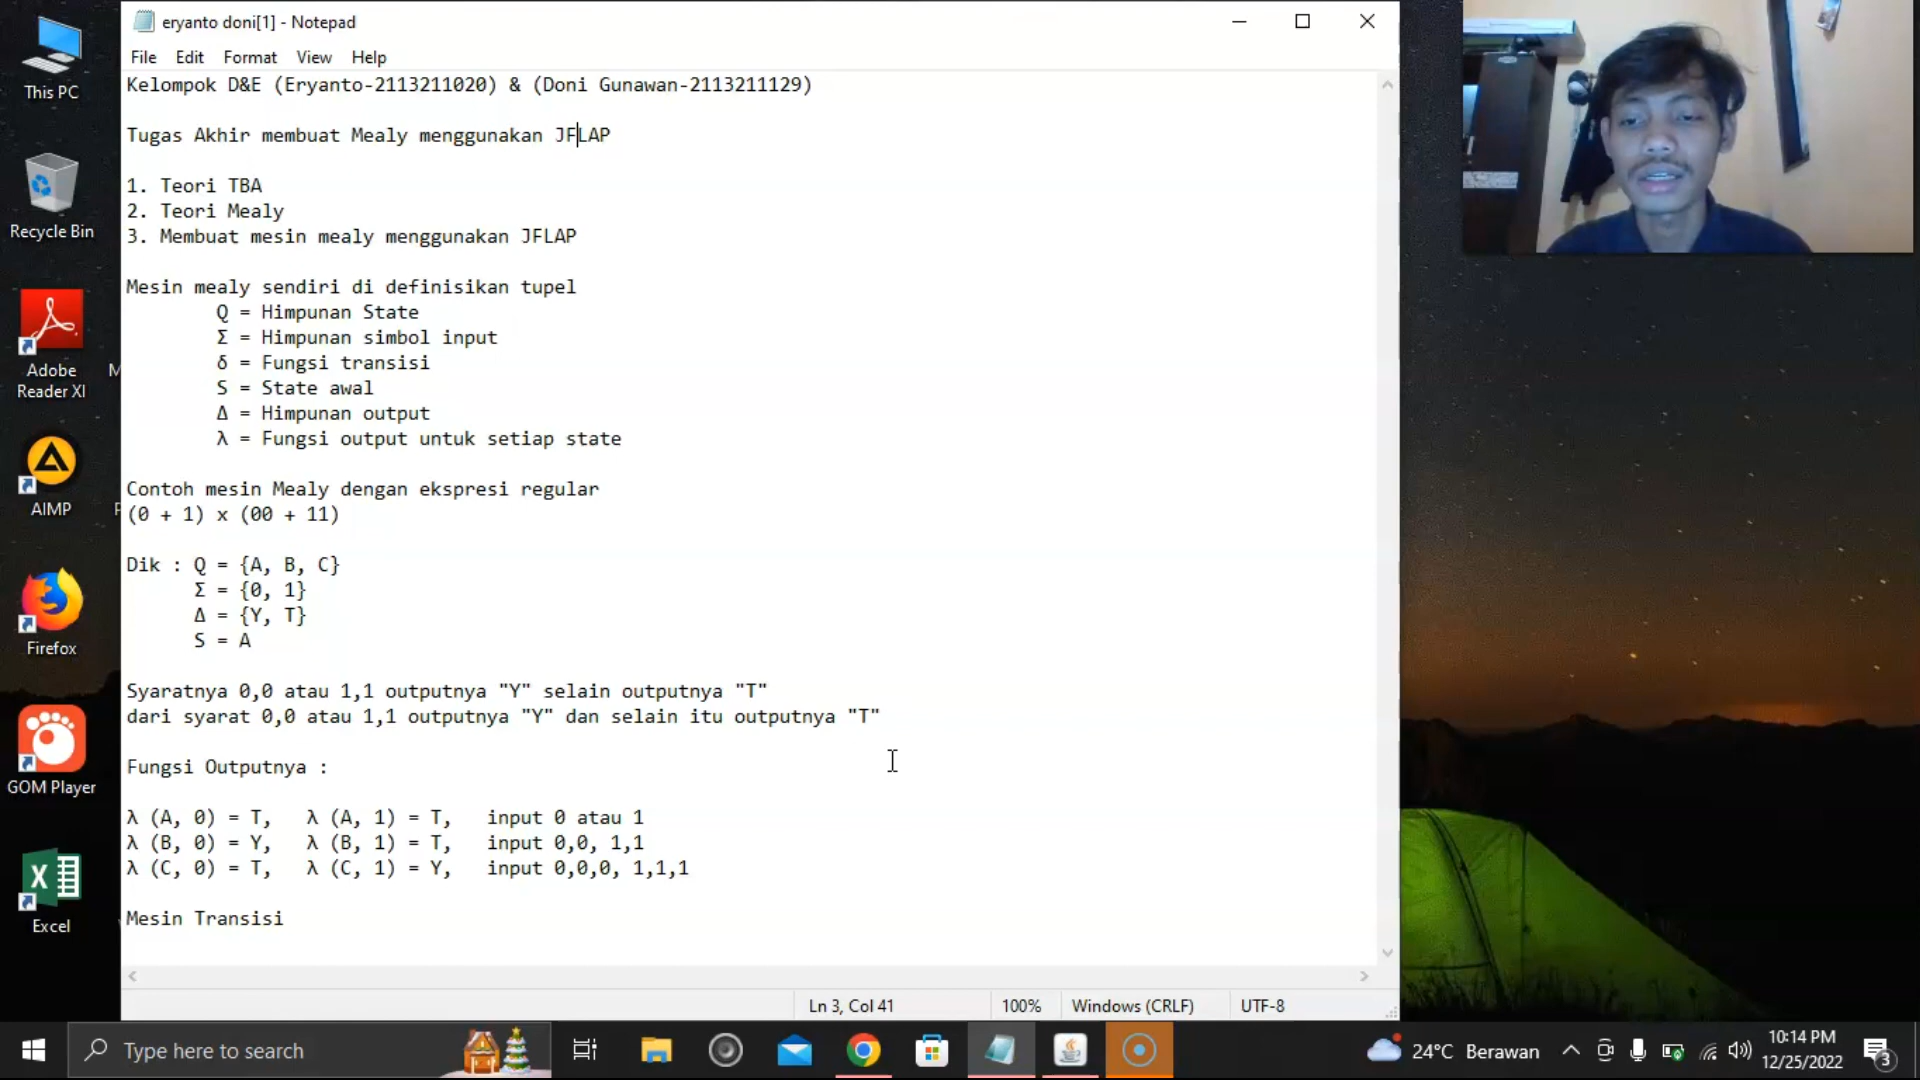 eryanto doni[1] - Notepad
File Edit Format View Help
Kelompok D&E (Eryanto-2113211020) & (Doni Gunawan-2113211129)
Tugas Akhir membuat Mealy menggunakan JFLAP
1. Teori TBA
2. Teori Mealy
3. Membuat mesin mealy menggunakan JFLAP
Mesin mealy sendiri di definisikan tupel
Q = Himpunan State
Σ = Himpunan simbol input
δ = Fungsi transisi
S = State awal
Δ = Himpunan output
λ = Fungsi output untuk setiap state
Contoh mesin Mealy dengan ekspresi regular
(0 + 1) x (00 + 11)
Dik : Q = {A, B, C}
Σ = {0, 1}
Δ = {Y, T}
S = A
Syaratnya 0,0 atau 1,1 outputnya "Y" selain outputnya "T"
dari syarat 0,0 atau 1,1 outputnya "Y" dan selain itu outputnya "T"
Fungsi Outputnya :
λ (A, 0) = T, λ (A, 1) = T, input 0 atau 1
λ (B, 0) = Y, λ (B, 1) = T, input 0,0, 1,1
λ (C, 0) = T, λ (C, 1) = Y, input 0,0,0, 1,1,1
Mesin Transisi
Ln 3, Col 41 100% Windows (CRLF) UTF-8
This PC
Recycle Bin
Adobe
Reader XI
M
AIMP
Firefox
GOM Player
Excel
Type here to search
24°C Berawan
10:14 PM
12/25/2022
3